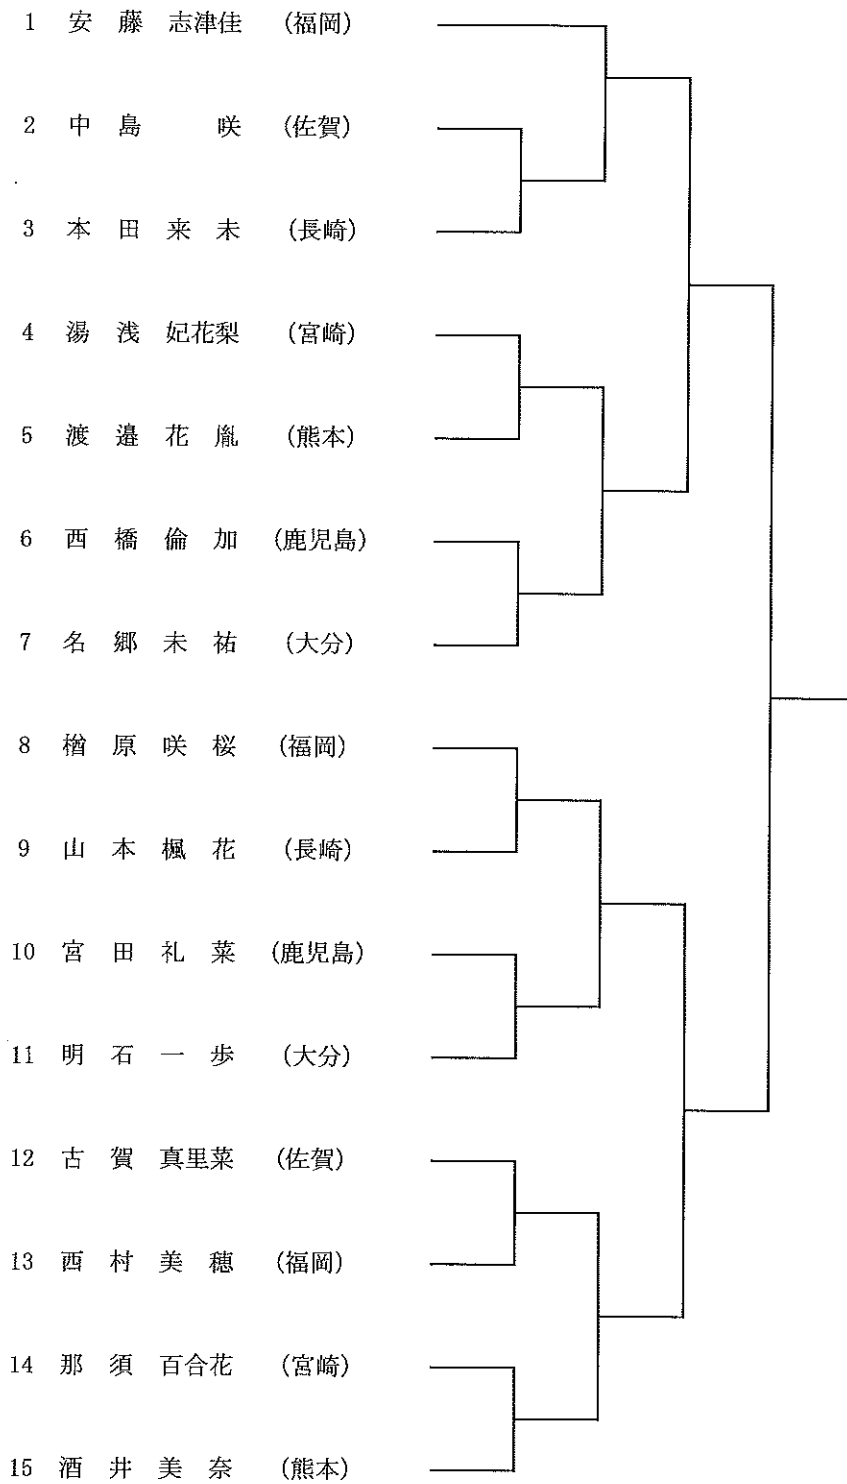 1 安藤 志津佳 (福岡)
2 中島 咲 (佐賀)
3 本田来未 (長崎)
4 湯浅 妃花梨 (宮崎)
5 渡邉花胤 (熊本)
6 西橋倫加 (鹿児島)
7 名郷未祐 (大分)
8 楢原咲桜 (福岡)
9 山本楓花 (長崎)
10 宮田礼菜 (鹿児島)
11 明石一歩 (大分)
12 古賀 真里菜 (佐賀)
13 西村美穂 (福岡)
14 那須 百合花 (宮崎)
15 酒井美奈 (熊本)